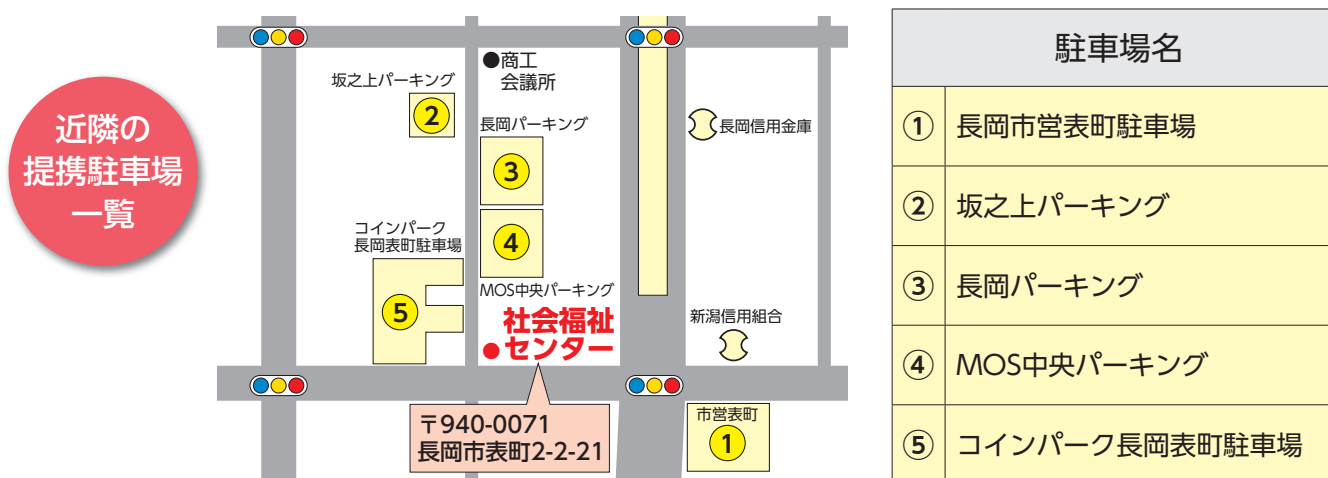 近隣の
提携駐車場
一覧
●商工
会議所
坂之上パーキング
②
長岡パーキング
③
長岡信用金庫
コインパーク
長岡表町駐車場
④
MOS中央パーキング
⑤
社会福祉
●センター
新潟信用組合
〒940-0071
長岡市表町2-2-21
市営表町
①
駐車場名
① 長岡市営表町駐車場
② 坂之上パーキング
③ 長岡パーキング
④ MOS中央パーキング
⑤ コインパーク長岡表町駐車場